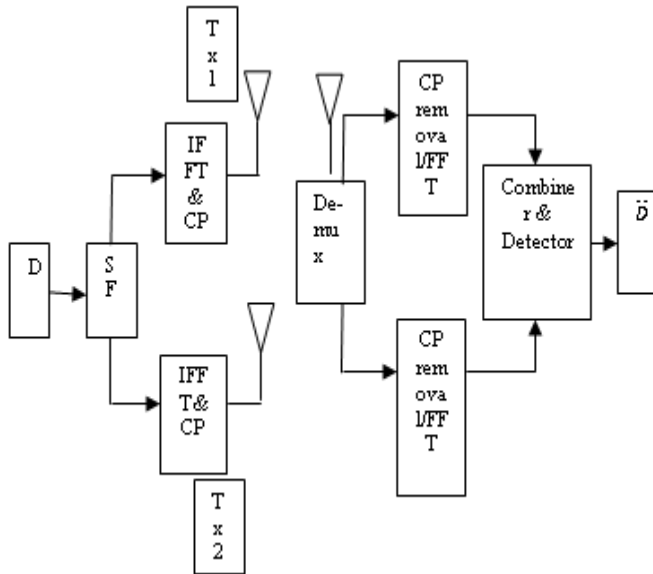 T
x
1
IF
FT
&
CP
D
S
F
IFF
T&
CP
T
x
2
De-
mu
x
CP
rem
ova
l/FF
T
CP
rem
ova
l/FF
T
Combine
r &
Detector
D̈